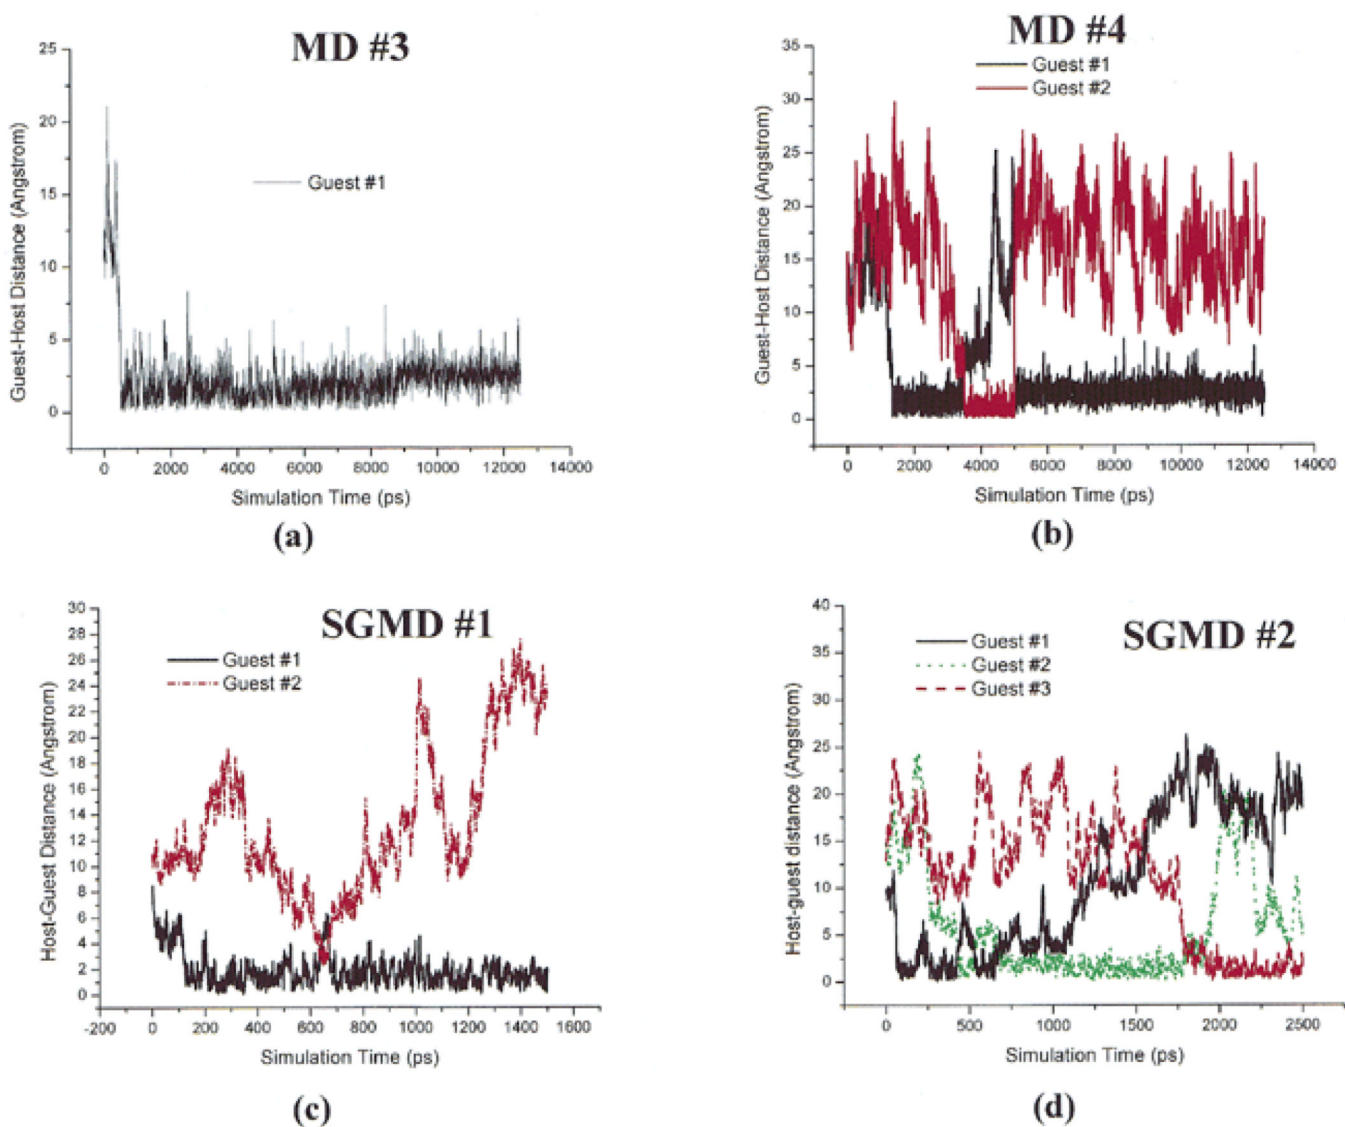 MD #3
25
20
15
10
5
0
Guest-Host Distance (Angstrom)
Guest #1
0 2000 4000 6000 8000 10000 12000 14000
Simulation Time (ps)
(a)
MD #4
Guest #1
Guest #2
35
30
25
20
15
10
5
0
Guest-Host Distance (Angstrom)
0 2000 4000 6000 8000 10000 12000 14000
Simulation Time (ps)
(b)
SGMD #1
30
28
26
24
22
20
18
16
14
12
10
8
6
4
2
0
Host-Guest Distance (Angstrom)
Guest #1
Guest #2
-200 0 200 400 600 800 1000 1200 1400 1600
Simulation Time (ps)
(c)
SGMD #2
40
35
30
25
20
15
10
5
0
Host-guest distance (Angstrom)
Guest #1
Guest #2
Guest #3
0 500 1000 1500 2000 2500
Simulation Time (ps)
(d)